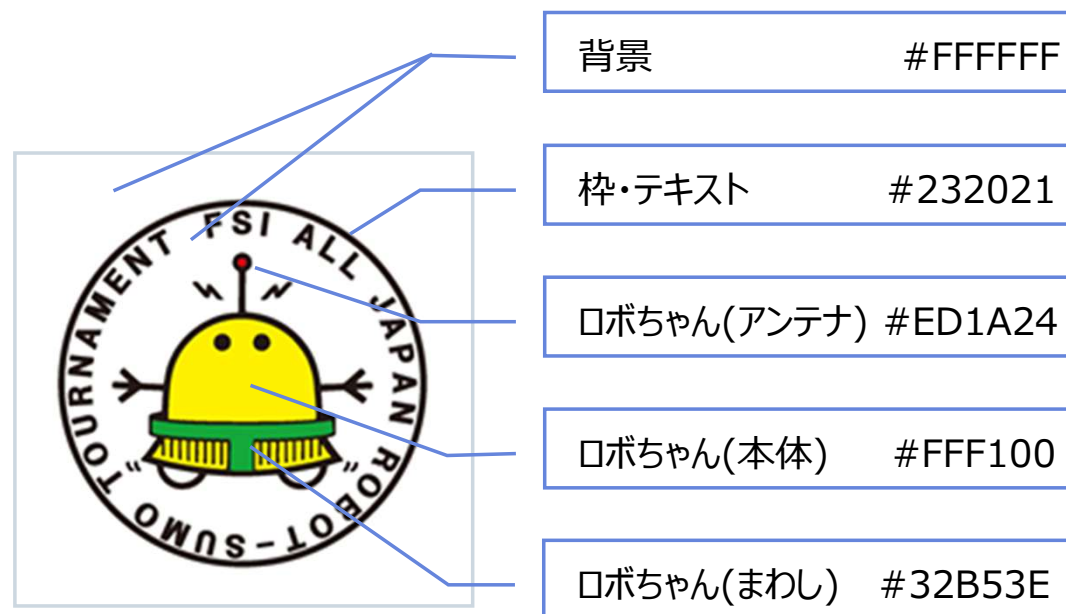 背景 #FFFFFF
枠・テキスト #232021
ロボちゃん(アンテナ) #ED1A24
ロボちゃん(本体) #FFF100
ロボちゃん(まわし) #32B53E
FSI ALL JAPAN ROBOT-SUMO TOURNAMENT